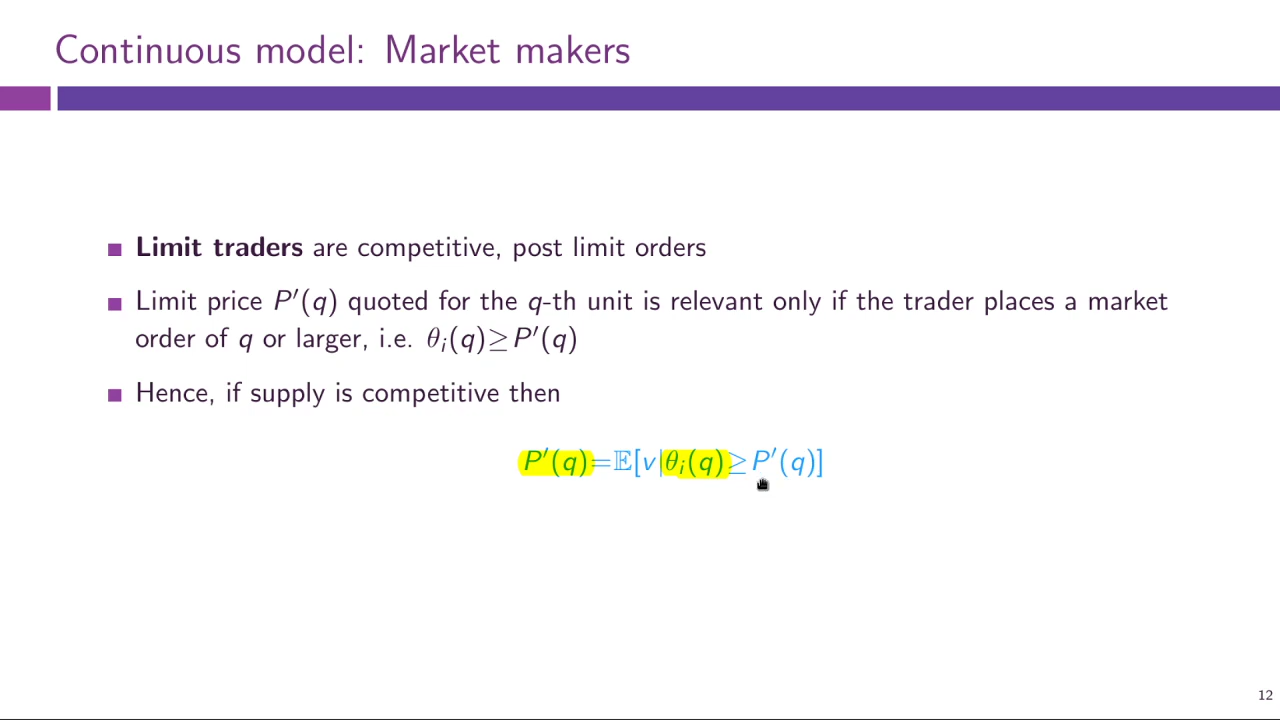 Continuous model: Market makers
Limit traders are competitive, post limit orders
Limit price P′(q) quoted for the q-th unit is relevant only if the trader places a market
order of q or larger, i.e. θᵢ(q)≥P′(q)
Hence, if supply is competitive then
P′(q)=𝔼[v|θᵢ(q)≥P′(q)]
12